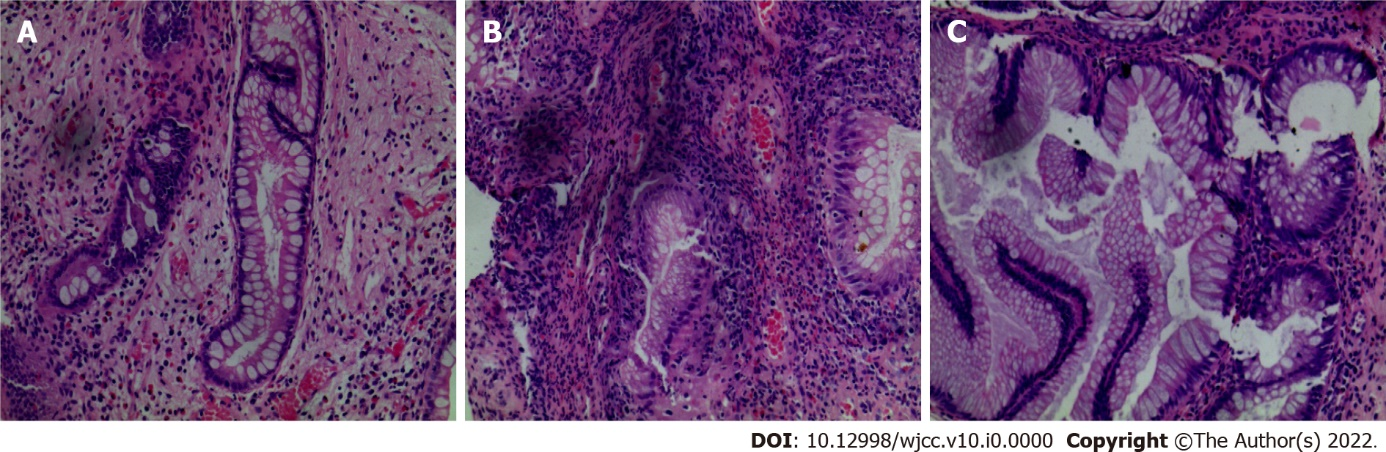 A
B
C
DOI: 10.12998/wjcc.v10.i0.0000 Copyright ©The Author(s) 2022.